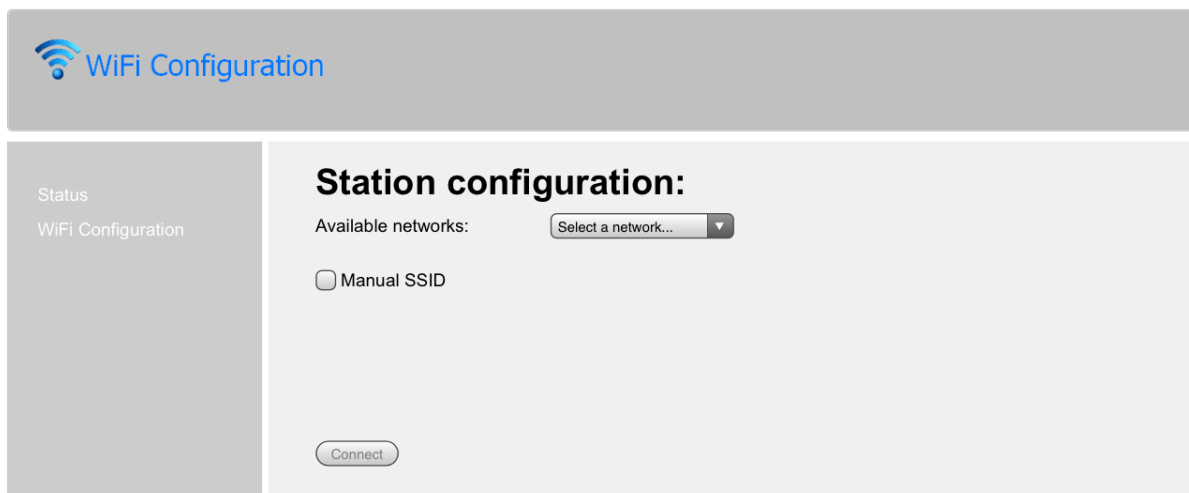 WiFi Configuration
Status
WiFi Configuration
Station configuration:
Available networks: Select a network...
Manual SSID
Connect